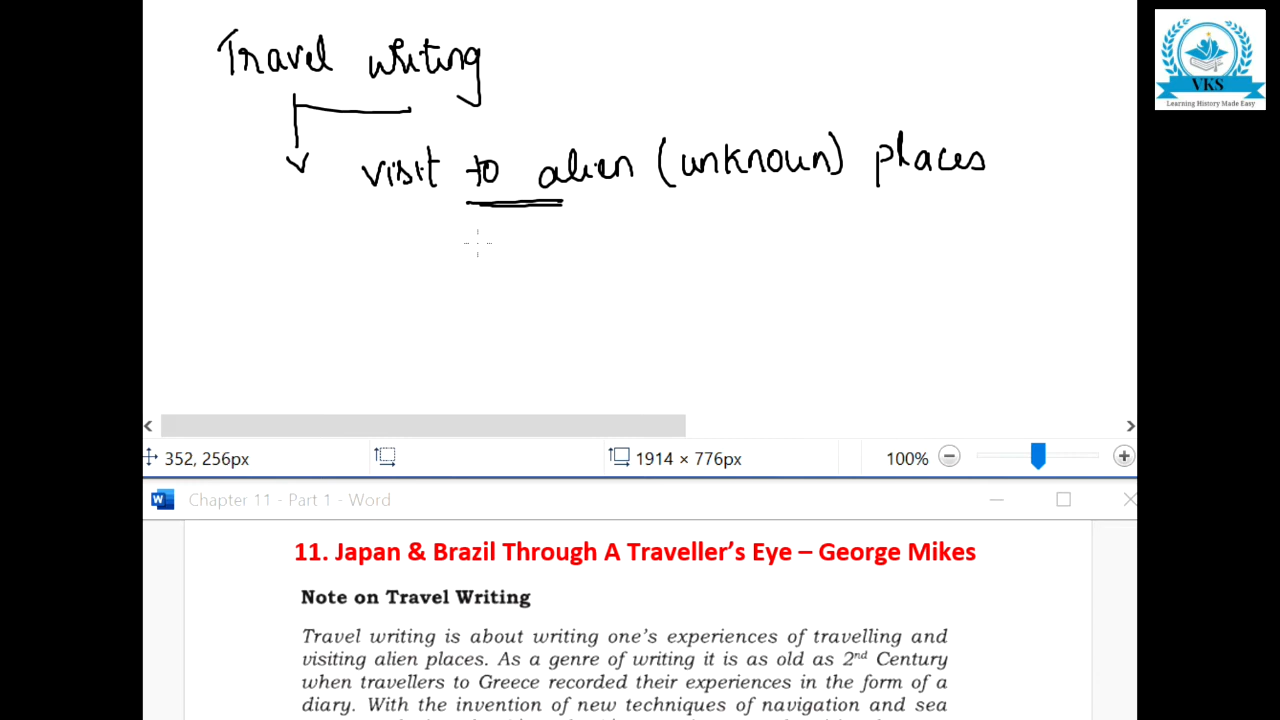 Travel writing
VKS
Learning History Made Easy
visit to alien (unknoun) places
352, 256px
1914 × 776px
100%
Chapter 11 - Part 1 - Word
11. Japan & Brazil Through A Traveller's Eye – George Mikes
Note on Travel Writing
Travel writing is about writing one's experiences of travelling and
visiting alien places. As a genre of writing it is as old as 2nd Century
when travellers to Greece recorded their experiences in the form of a
diary. With the invention of new techniques of navigation and sea